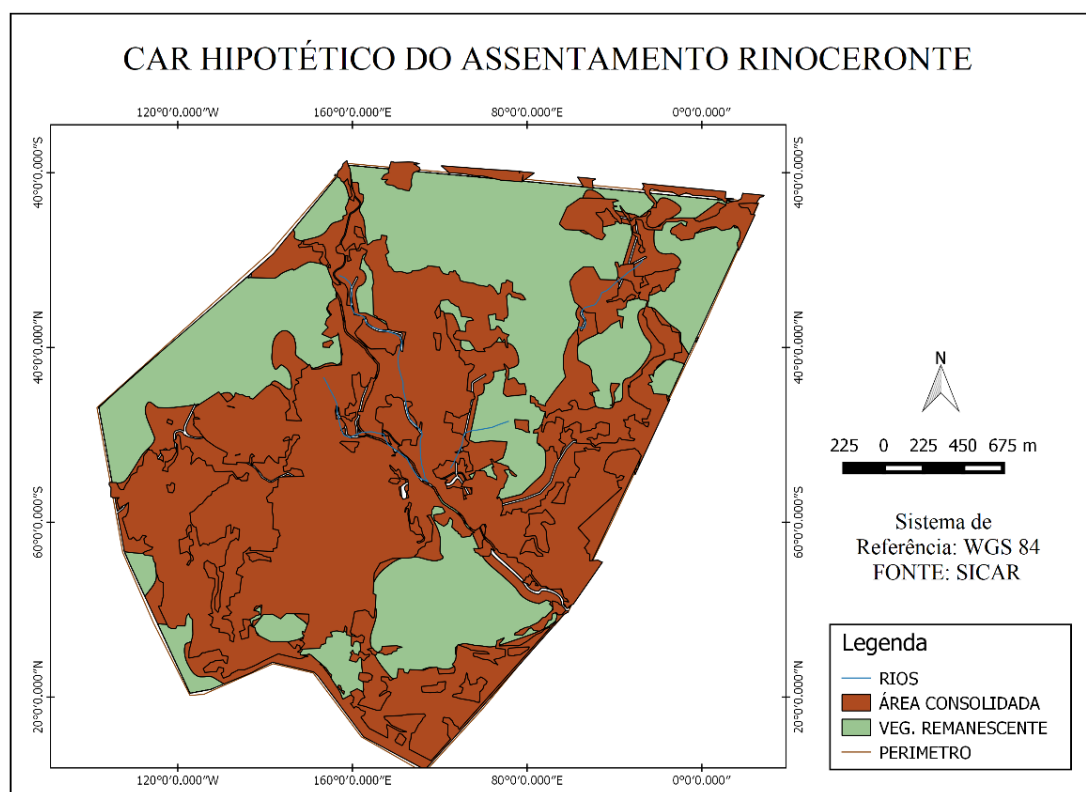 CAR HIPOTÉTICO DO ASSENTAMENTO RINOCERONTE
120°0'0.000"W 160°0'0.000"E 80°0'0.000"E 0°0'0.000"
40°0'0.000"S 40°0'0.000"S
40°0'0.000"N 40°0'0.000"N
N
225 0 225 450 675 m
60°0'0.000"S 60°0'0.000"S
Sistema de
Referência: WGS 84
FONTE: SICAR
Legenda
RIOS
ÁREA CONSOLIDADA
VEG. REMANESCENTE
PERIMETRO
20°0'0.000"N 20°0'0.000"N
120°0'0.000"W 160°0'0.000"E 80°0'0.000"E 0°0'0.000"